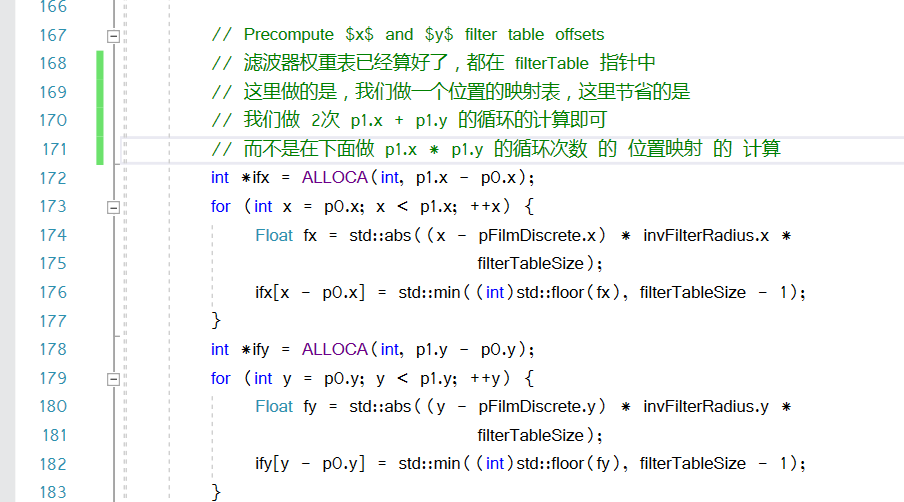 166
167 // Precompute $x$ and $y$ filter table offsets
168 // 滤波器权重表已经算好了，都在 filterTable 指针中
169 // 这里做的是，我们做一个位置的映射表，这里节省的是
170 // 我们做 2次 p1.x + p1.y 的循环的计算即可
171 // 而不是在下面做 p1.x * p1.y 的循环次数 的 位置映射 的 计算
172 int *ifx = ALLOCA(int, p1.x - p0.x);
173 for (int x = p0.x; x < p1.x; ++x) {
174 Float fx = std::abs((x - pFilmDiscrete.x) * invFilterRadius.x *
175 filterTableSize);
176 ifx[x - p0.x] = std::min((int)std::floor(fx), filterTableSize - 1);
177 }
178 int *ify = ALLOCA(int, p1.y - p0.y);
179 for (int y = p0.y; y < p1.y; ++y) {
180 Float fy = std::abs((y - pFilmDiscrete.y) * invFilterRadius.y *
181 filterTableSize);
182 ify[y - p0.y] = std::min((int)std::floor(fy), filterTableSize - 1);
183 }